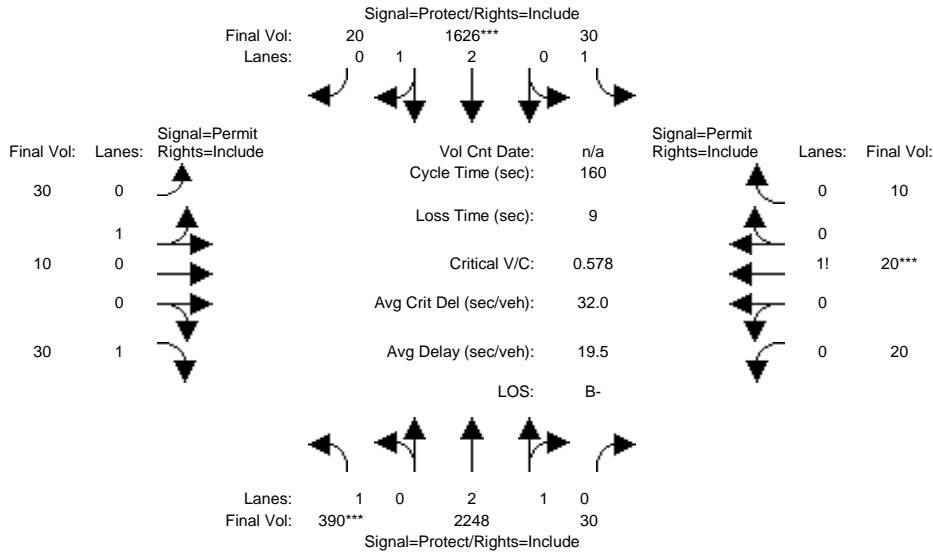 Signal=Protect/Rights=Include
Final Vol: 20 1626*** 30
Lanes: 0 1 2 0 1
Signal=Permit Signal=Permit
Final Vol: Lanes: Rights=Include Vol Cnt Date: n/a Rights=Include Lanes: Final Vol:
Cycle Time (sec): 160
30 0 0 10
Loss Time (sec): 9
1 0
10 0 Critical V/C: 0.578 1! 20***
0 Avg Crit Del (sec/veh): 32.0 0
30 1 Avg Delay (sec/veh): 19.5 0 20
LOS: B-
Lanes: 1 0 2 1 0
Final Vol: 390*** 2248 30
Signal=Protect/Rights=Include